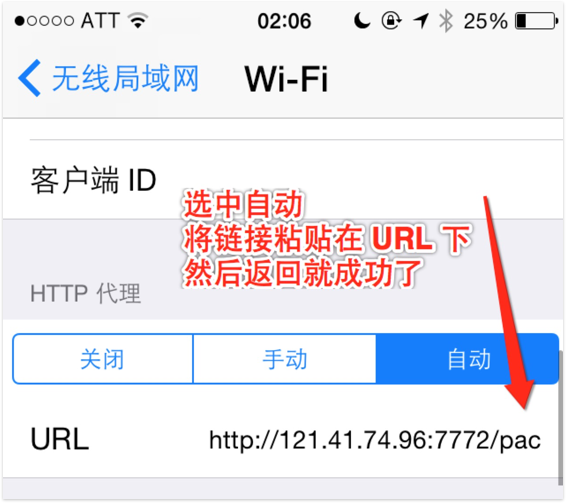 ATT 02:06 25%
无线局域网 Wi-Fi
客户端 ID
选中自动
将链接粘贴在 URL 下
然后返回就成功了
HTTP 代理
关闭 手动 自动
URL http://121.41.74.96:7772/pac